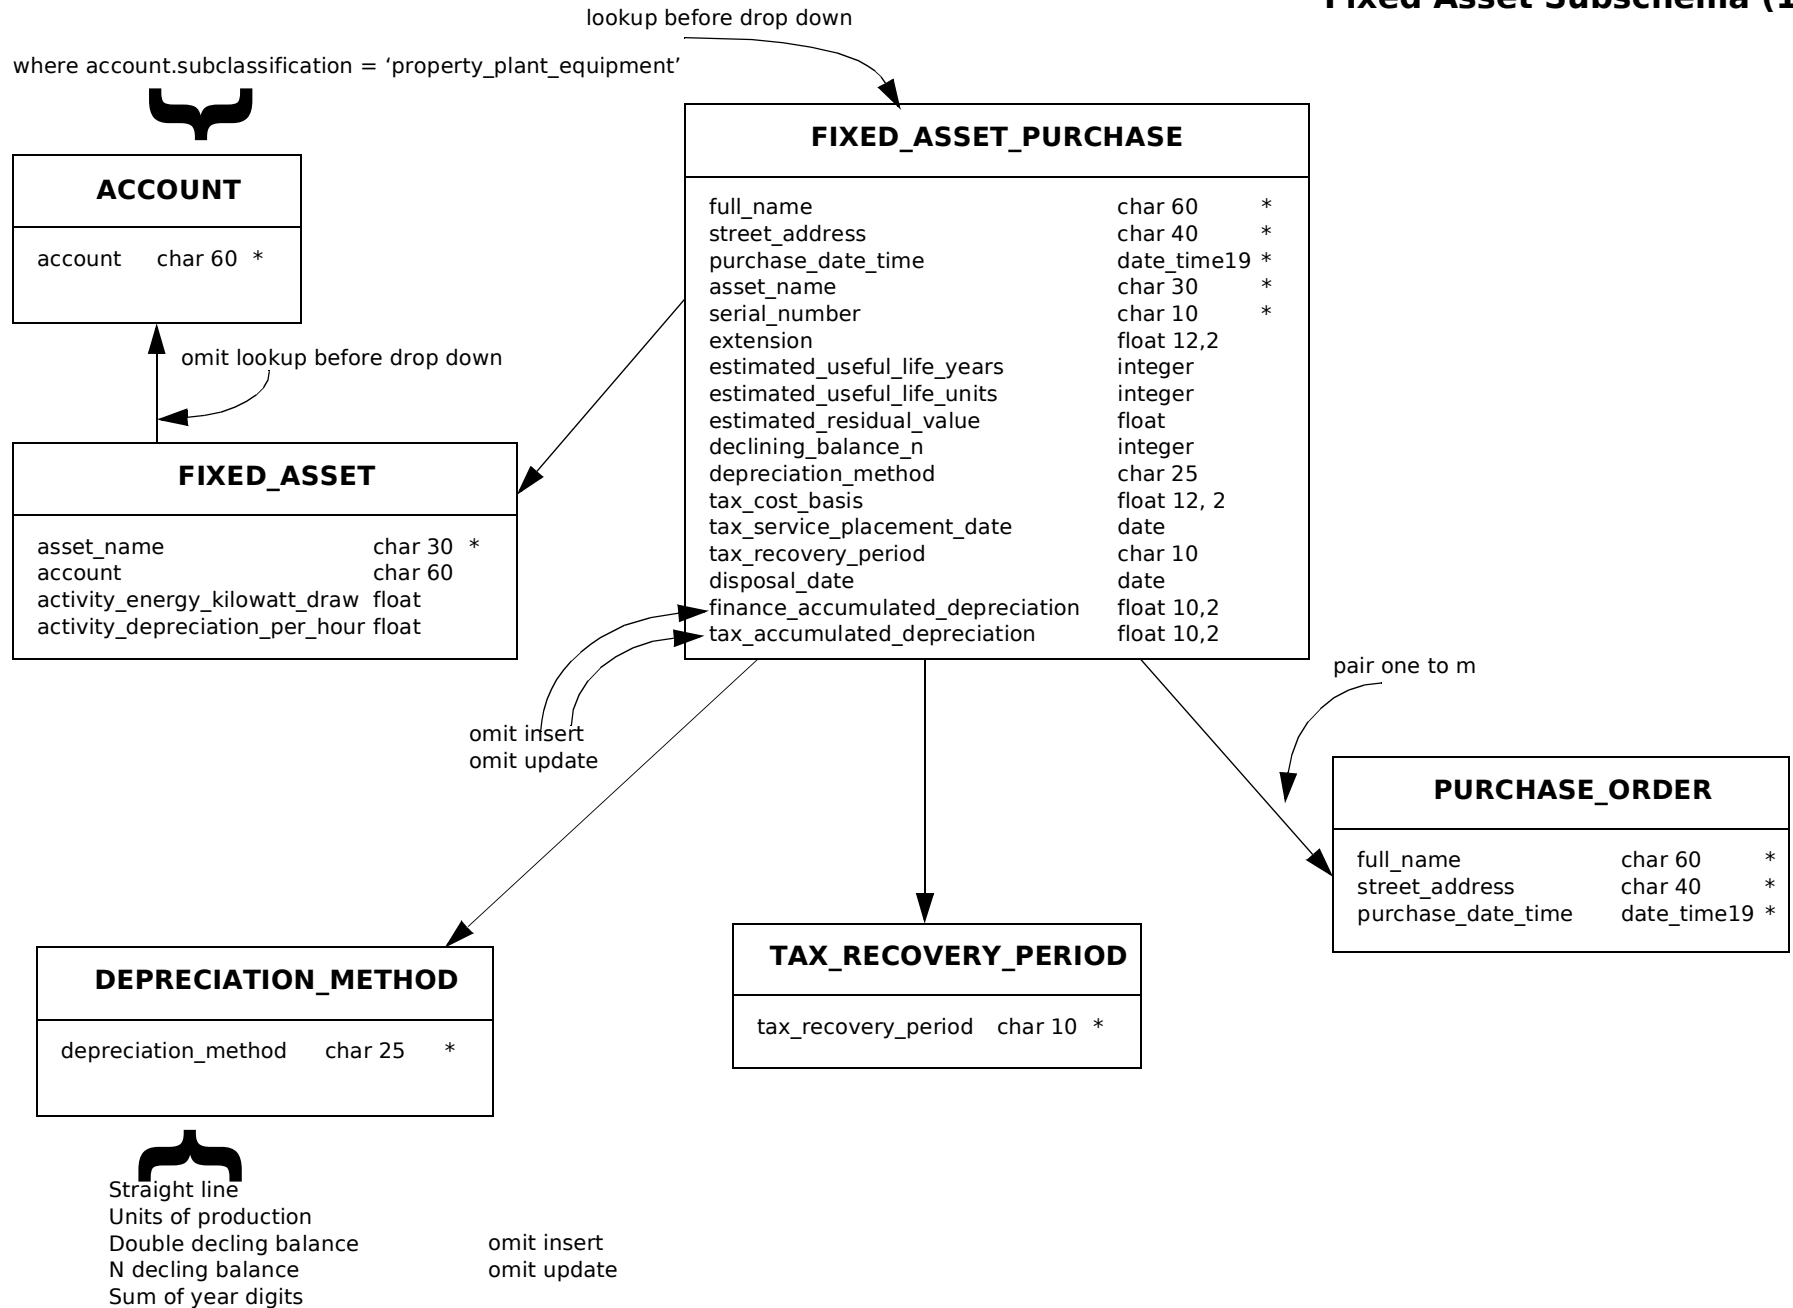 Fixed Asset Subschema (1
lookup before drop down
where account.subclassification = ‘property_plant_equipment’
FIXED_ASSET_PURCHASE
full_name char 60 *
street_address char 40 *
purchase_date_time date_time19 *
asset_name char 30 *
serial_number char 10 *
extension float 12,2
estimated_useful_life_years integer
estimated_useful_life_units integer
estimated_residual_value float
declining_balance_n integer
depreciation_method char 25
tax_cost_basis float 12, 2
tax_service_placement_date date
tax_recovery_period char 10
disposal_date date
finance_accumulated_depreciation float 10,2
tax_accumulated_depreciation float 10,2
ACCOUNT
account char 60 *
omit lookup before drop down
FIXED_ASSET
asset_name char 30 *
account char 60
activity_energy_kilowatt_draw float
activity_depreciation_per_hour float
omit insert
omit update
pair one to m
PURCHASE_ORDER
full_name char 60 *
street_address char 40 *
purchase_date_time date_time19 *
DEPRECIATION_METHOD
depreciation_method char 25 *
TAX_RECOVERY_PERIOD
tax_recovery_period char 10 *
Straight line
Units of production
Double decling balance
N decling balance
Sum of year digits
omit insert
omit update